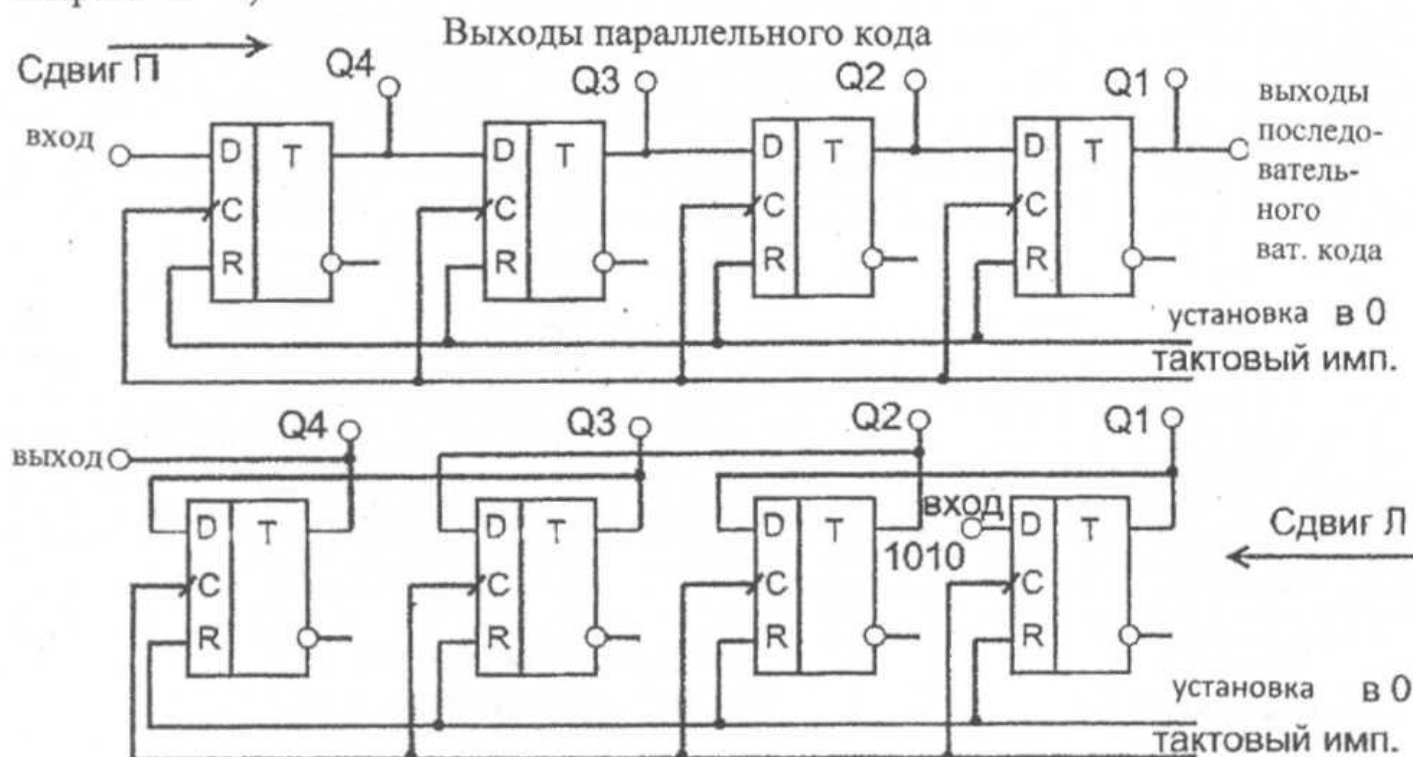 Выходы параллельного кода
Сдвиг П
Q4
Q3
Q2
Q1
вход
D T
C
R
D T
C
R
D T
C
R
D T
C
R
выходы
последо-
ватель-
ного
ват. кода
установка в 0
тактовый имп.
Q4
Q3
Q2
Q1
выход
D T
C
R
D T
C
R
D T
C
R
вход
1010
D T
C
R
Сдвиг Л
установка в 0
тактовый имп.